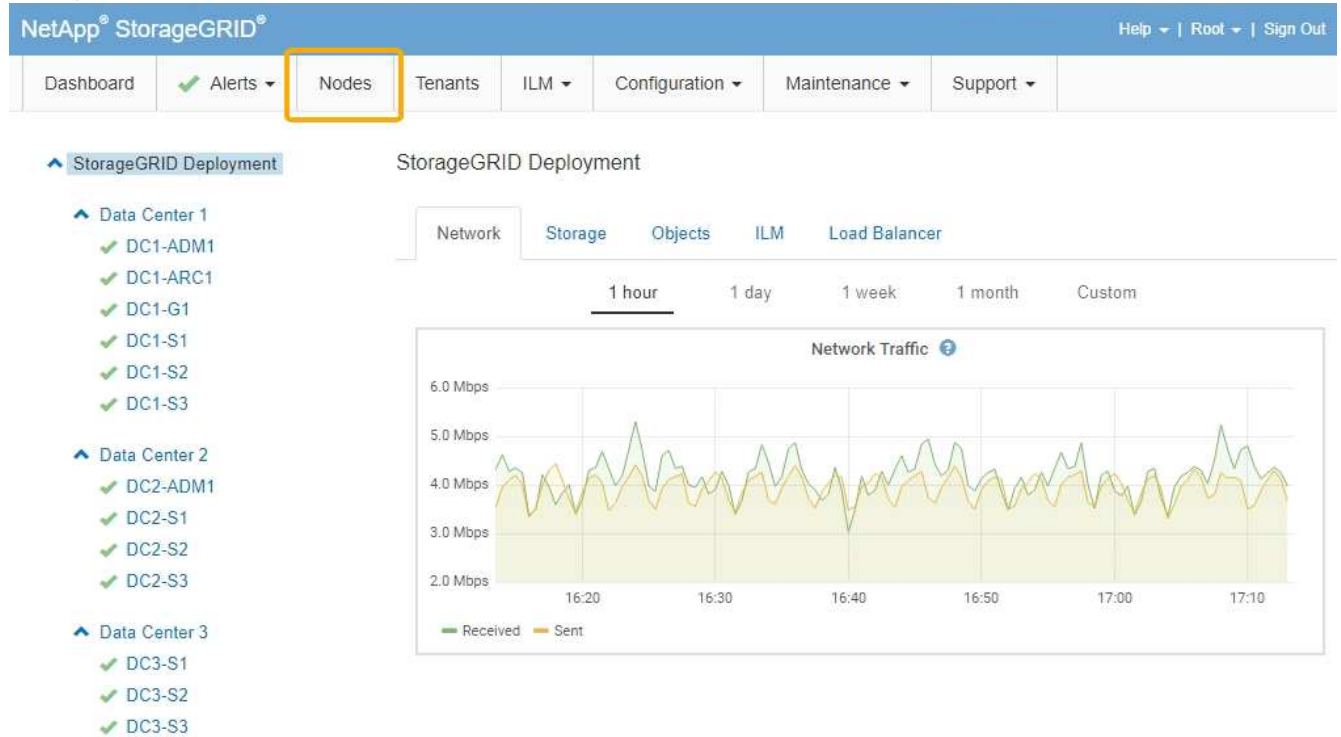 NetApp® StorageGRID®
Help | Root | Sign Out
Dashboard Alerts Nodes Tenants ILM Configuration Maintenance Support
StorageGRID Deployment
Data Center 1
DC1-ADM1
DC1-ARC1
DC1-G1
DC1-S1
DC1-S2
DC1-S3
Data Center 2
DC2-ADM1
DC2-S1
DC2-S2
DC2-S3
Data Center 3
DC3-S1
DC3-S2
DC3-S3
StorageGRID Deployment
Network Storage Objects ILM Load Balancer
1 hour 1 day 1 week 1 month Custom
Network Traffic ?
6.0 Mbps
5.0 Mbps
4.0 Mbps
3.0 Mbps
2.0 Mbps
16:20 16:30 16:40 16:50 17:00 17:10
Received Sent